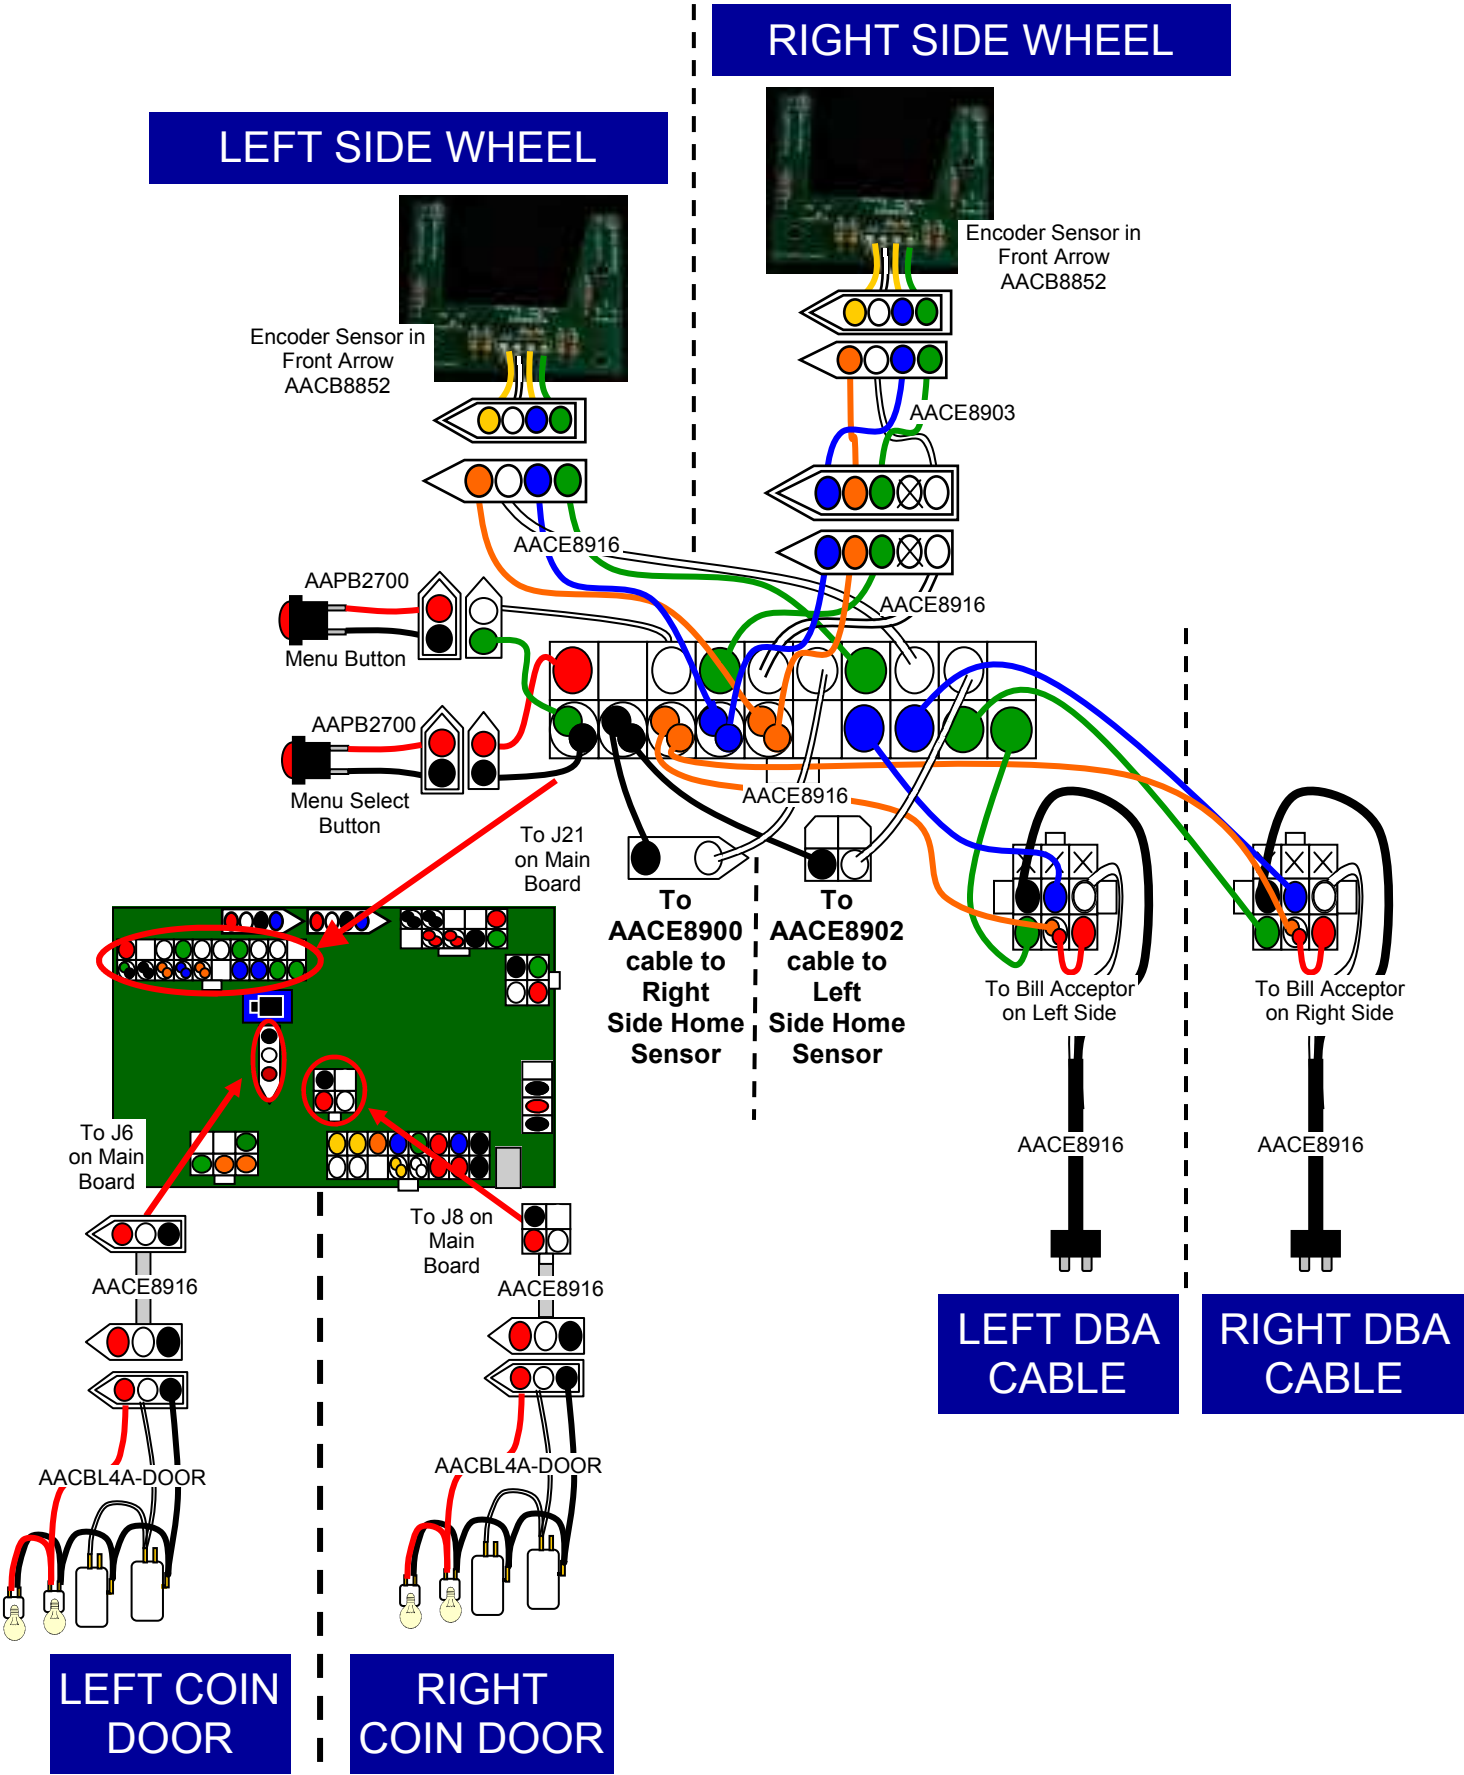 RIGHT SIDE WHEEL
LEFT SIDE WHEEL
Encoder Sensor in
Front Arrow
AACB8852
Encoder Sensor in
Front Arrow
AACB8852
AACE8903
AACE8916
AAPB2700
Menu Button
AACE8916
AAPB2700
Menu Select
Button
AACE8916
To J21
on Main
Board
To
AACE8900
cable to
Right
Side Home
Sensor
To
AACE8902
cable to
Left
Side Home
Sensor
To Bill Acceptor
on Left Side
To Bill Acceptor
on Right Side
AACE8916
AACE8916
To J6
on Main
Board
To J8 on
Main
Board
AACE8916
AACE8916
LEFT DBA
CABLE
RIGHT DBA
CABLE
AACBL4A-DOOR
AACBL4A-DOOR
LEFT COIN
DOOR
RIGHT
COIN DOOR